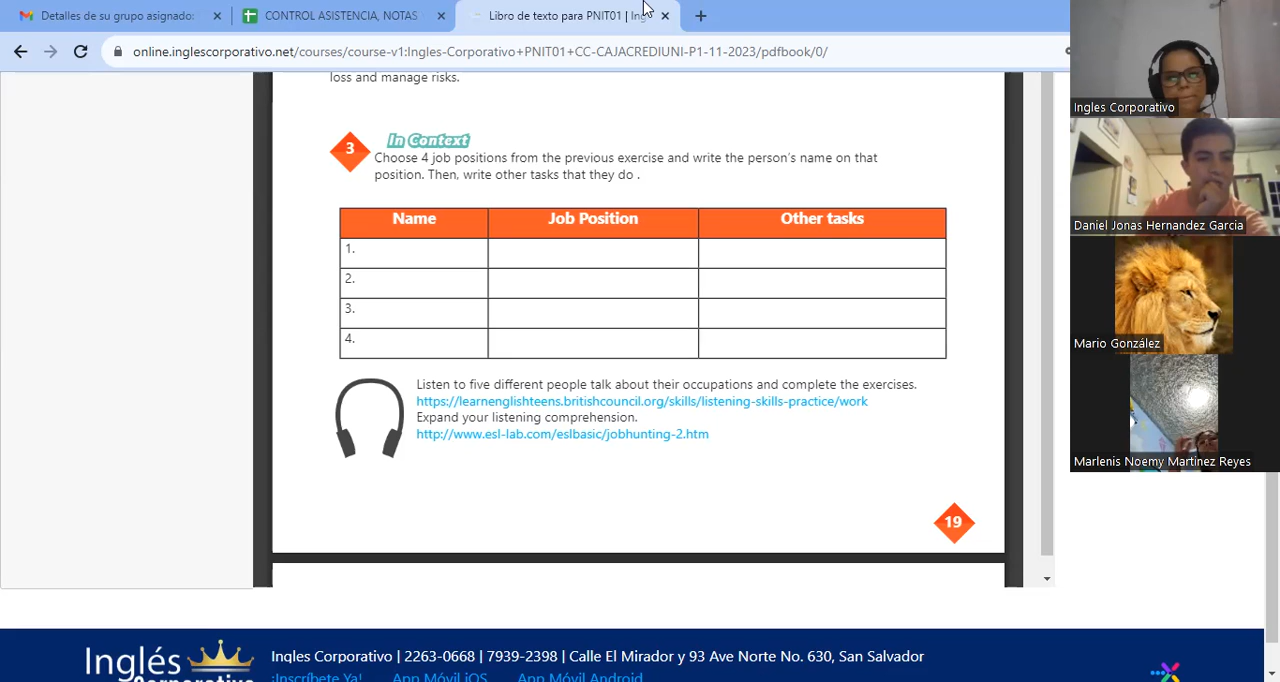 Detalles de su grupo asignado:
CONTROL ASISTENCIA, NOTAS
Libro de texto para PNIT01 | Ing
online.inglescorporativo.net/courses/course-v1:Ingles-Corporativo+PNIT01+CC-CAJACREDIUNI-P1-11-2023/pdfbook/0/
loss and manage risks.
3
In Context
Choose 4 job positions from the previous exercise and write the person's name on that
position. Then, write other tasks that they do .
Name Job Position Other tasks
1.
2.
3.
4.
Listen to five different people talk about their occupations and complete the exercises.
https://learnenglishteens.britishcouncil.org/skills/listening-skills-practice/work
Expand your listening comprehension.
http://www.esl-lab.com/eslbasic/jobhunting-2.htm
19
Inglés
Corporativo
Ingles Corporativo | 2263-0668 | 7939-2398 | Calle El Mirador y 93 Ave Norte No. 630, San Salvador
¡Inscríbete Ya! App Móvil iOS App Móvil Android
Ingles Corporativo
Daniel Jonas Hernandez Garcia
Mario González
Marlenis Noemy Martinez Reyes